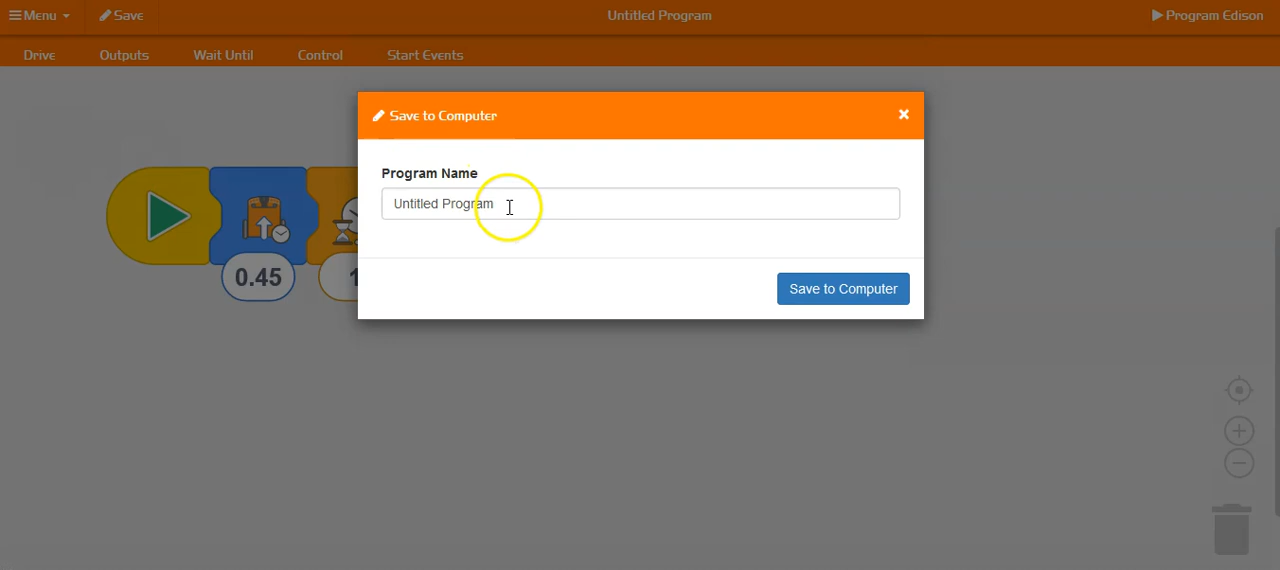 Menu
Save
Untitled Program
Program Edison
Drive
Outputs
Wait Until
Control
Start Events
Save to Computer
Program Name
Untitled Program
0.45
1
Save to Computer